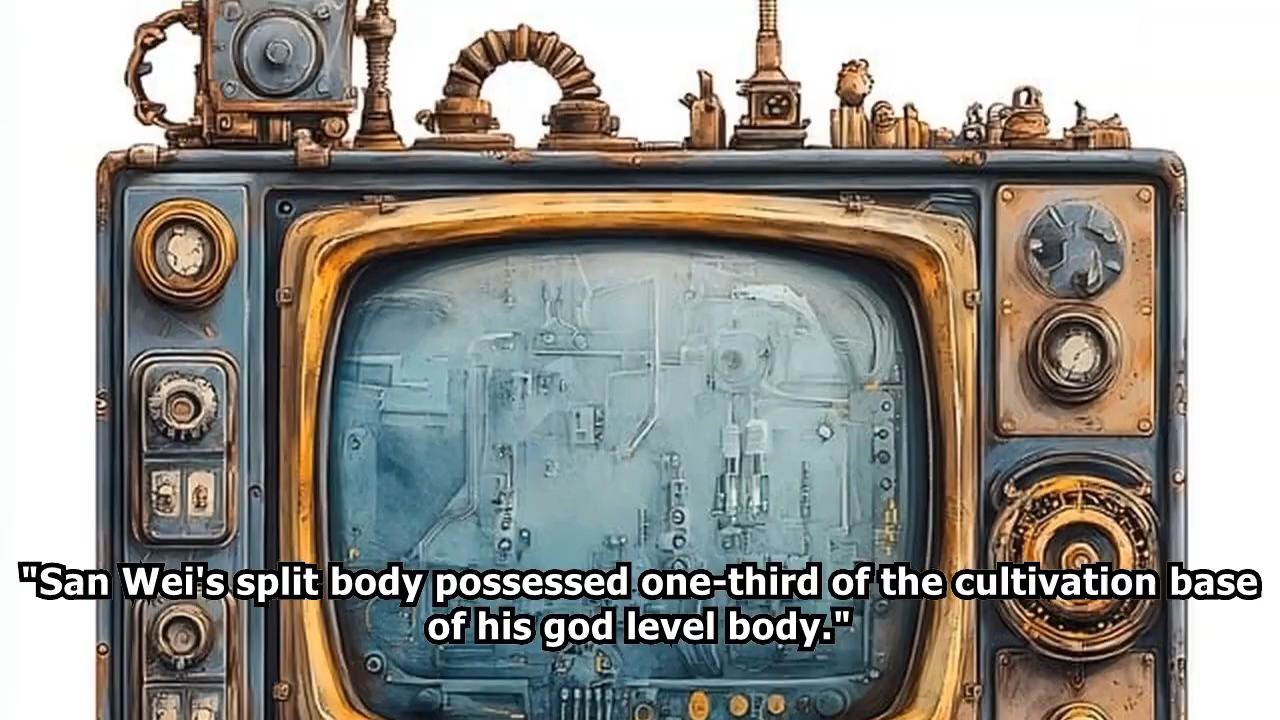 "San Wei's split body possessed one-third of the cultivation base
of his god level body."